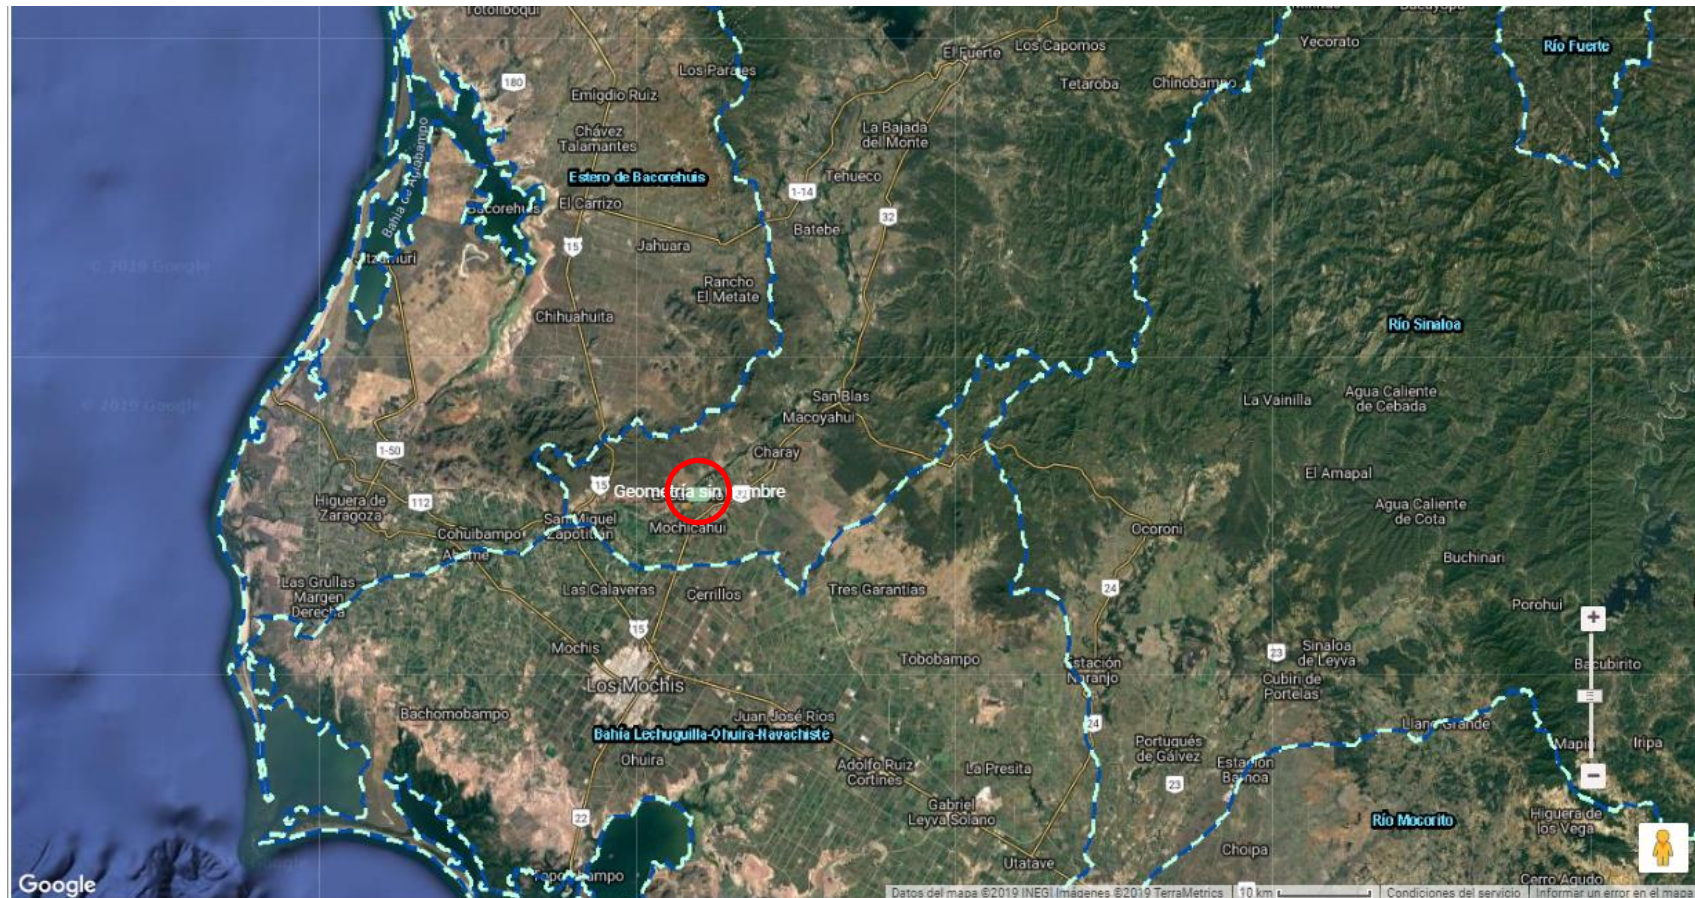 Totoliboqui
El Fuerte
Los Capomos
Yecorato
Río Fuerte
Los Parajes
180
Emigdio Ruiz
Tetaroba
Chinobampo
Chávez
Talamantes
La Bajada
del Monte
Bahía de Agiabampo
Estero de Bacorehuis
Tehueco
1-14
El Carrizo
Bacorehuis
32
Batebe
15
Jahuara
© 2019 Google
Rancho
El Metate
Chihuahuita
Río Sinaloa
San Blas
La Vainilla
Agua Caliente
de Cebada
© 2019 Google
Macoyahui
1-50
Charay
El Amapal
15
Geometría sin nombre
Higuera de
Zaragoza
112
Agua Caliente
de Cota
San Miguel
Zapotitlán
Mochicahui
Cohuibampo
Ocoroni
Ahome
Buchinari
Las Grullas
Margen
Derecha
Las Calaveras
Cerrillos
Tres Garantías
24
Porohui
15
Mochis
Tobobampo
Estación
Naranjo
23
Sinaloa
de Leyva
Bacubirito
Cubiri de
Portelas
Los Mochis
Bachomobampo
Juan José Ríos
24
Llano Grande
Bahía Lechuguilla-Ohuira-Navachiste
Portugués
de Gálvez
Iripa
Ohuira
Adolfo Ruiz
Cortines
La Presita
Estación
Bamoa
23
Gabriel
Leyva Solano
22
Río Mocorito
Higuera de
los Vega
Choipa
Utatave
Topolobampo
Cerro Agudo
Google
Datos del mapa ©2019 INEGI Imágenes ©2019 TerraMetrics
10 km
Condiciones del servicio
Informar un error en el mapa